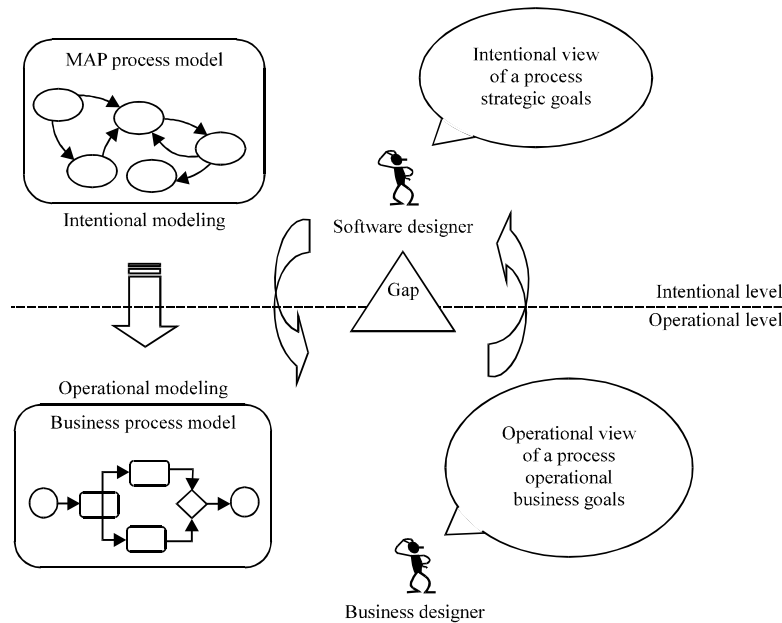 MAP process model
Intentional modeling
Intentional view
of a process
strategic goals
Software designer
Gap
Intentional level
Operational level
Operational modeling
Business process model
Operational view
of a process
operational
business goals
Business designer